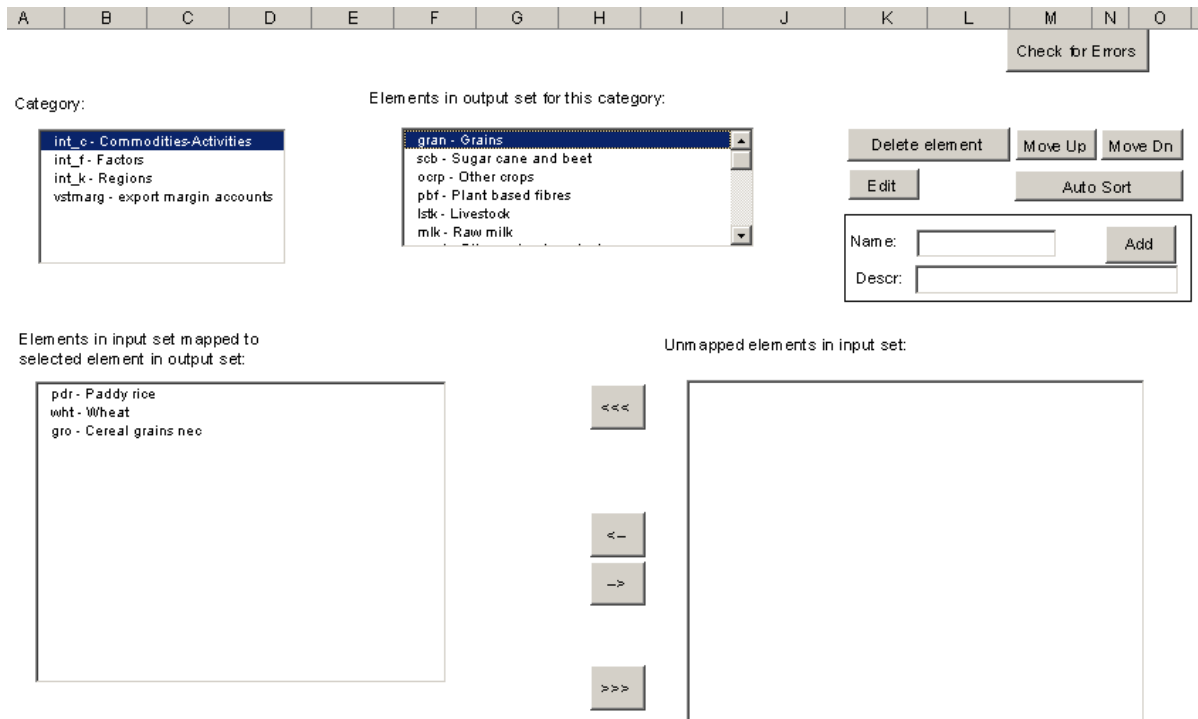 A B C D E F G H I J K L M N O
Check for Errors
Category:
Elements in output set for this category:
int_c - Commodities-Activities
int_f - Factors
int_k - Regions
vstmarg - export margin accounts
gran - Grains
scb - Sugar cane and beet
ocrp - Other crops
pbf - Plant based fibres
lstk - Livestock
mlk - Raw milk
Delete element
Move Up
Move Dn
Edit
Auto Sort
Name:
Add
Descr:
Elements in input set mapped to
selected element in output set:
Unmapped elements in input set:
pdr - Paddy rice
wht - Wheat
gro - Cereal grains nec
<<<
<--
-->
>>>